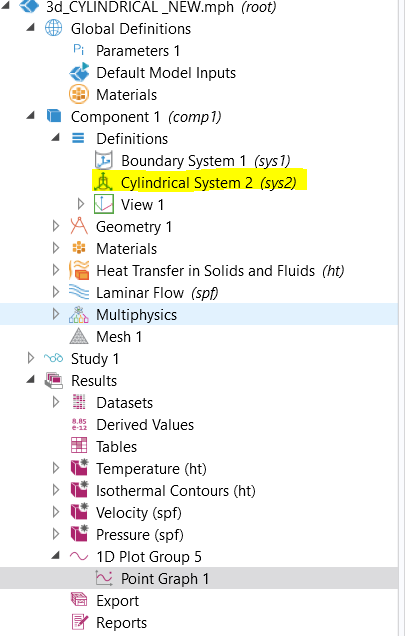 3d_CYLINDRICAL _NEW.mph (root)
Global Definitions
Pi Parameters 1
Default Model Inputs
Materials
Component 1 (comp1)
Definitions
Boundary System 1 (sys1)
Cylindrical System 2 (sys2)
View 1
Geometry 1
Materials
Heat Transfer in Solids and Fluids (ht)
Laminar Flow (spf)
Multiphysics
Mesh 1
Study 1
Results
Datasets
8.85
e-12 Derived Values
Tables
Temperature (ht)
Isothermal Contours (ht)
Velocity (spf)
Pressure (spf)
1D Plot Group 5
Point Graph 1
Export
Reports